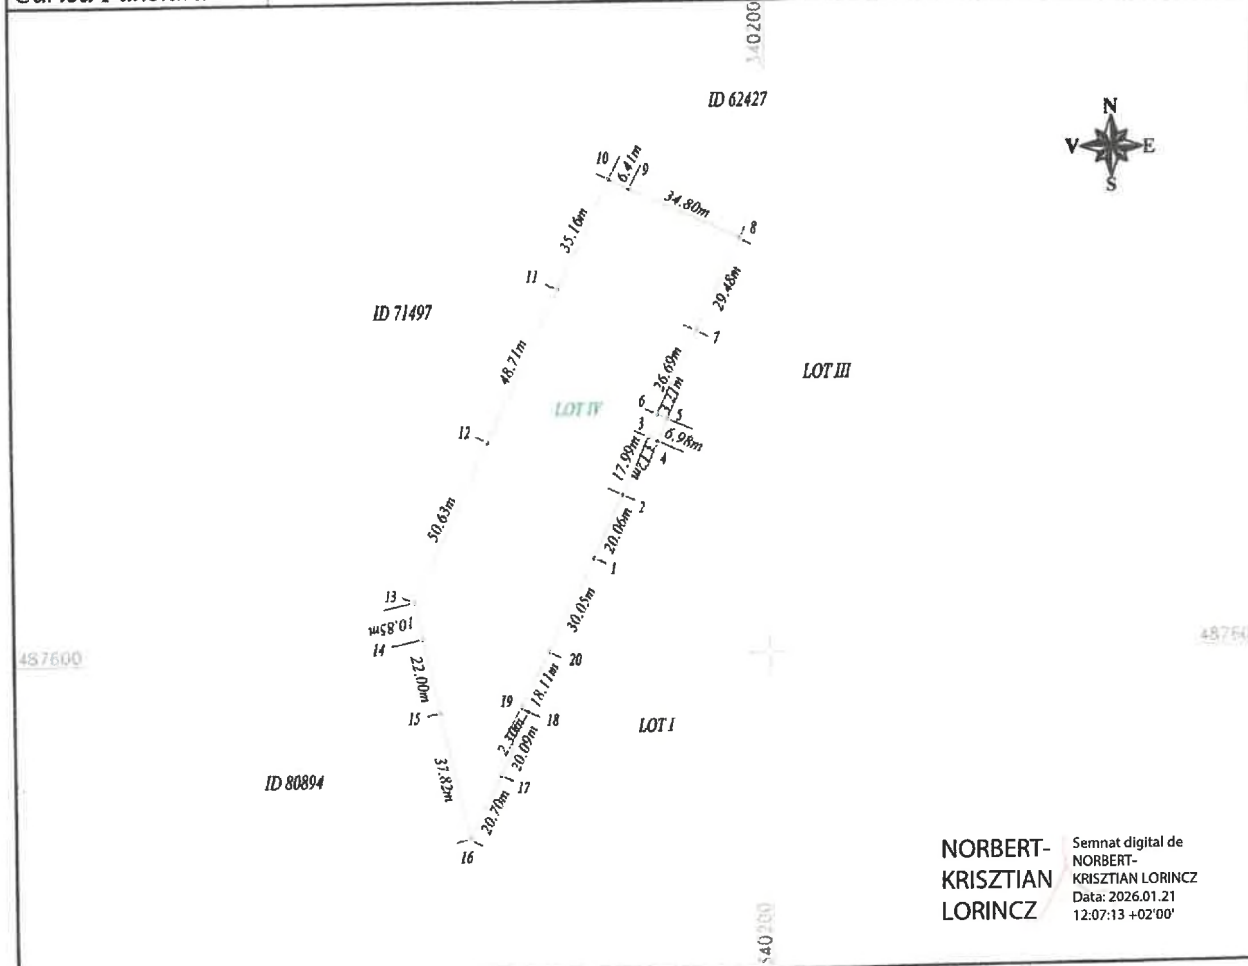 340200
ID 62427
N
V E
S
10
6.41m
9
34.80m
8
35.16m
11
29.48m
ID 71497
7
LOT III
48.71m
26.69m
LOT IV
6
3.21m
5
3
6.98m
12
17.99m
4
2
50.63m
20.06m
1
13
30.05m
10.85m
14
487600
20
22.00m
18.11m
19
15
18
LOT I
20.09m
37.82m
ID 80894
17
20.70m
16
NORBERT-
KRISZTIAN
LORINCZ
Semnat digital de
NORBERT-
KRISZTIAN LORINCZ
Data: 2026.01.21
12:07:13 +02'00'